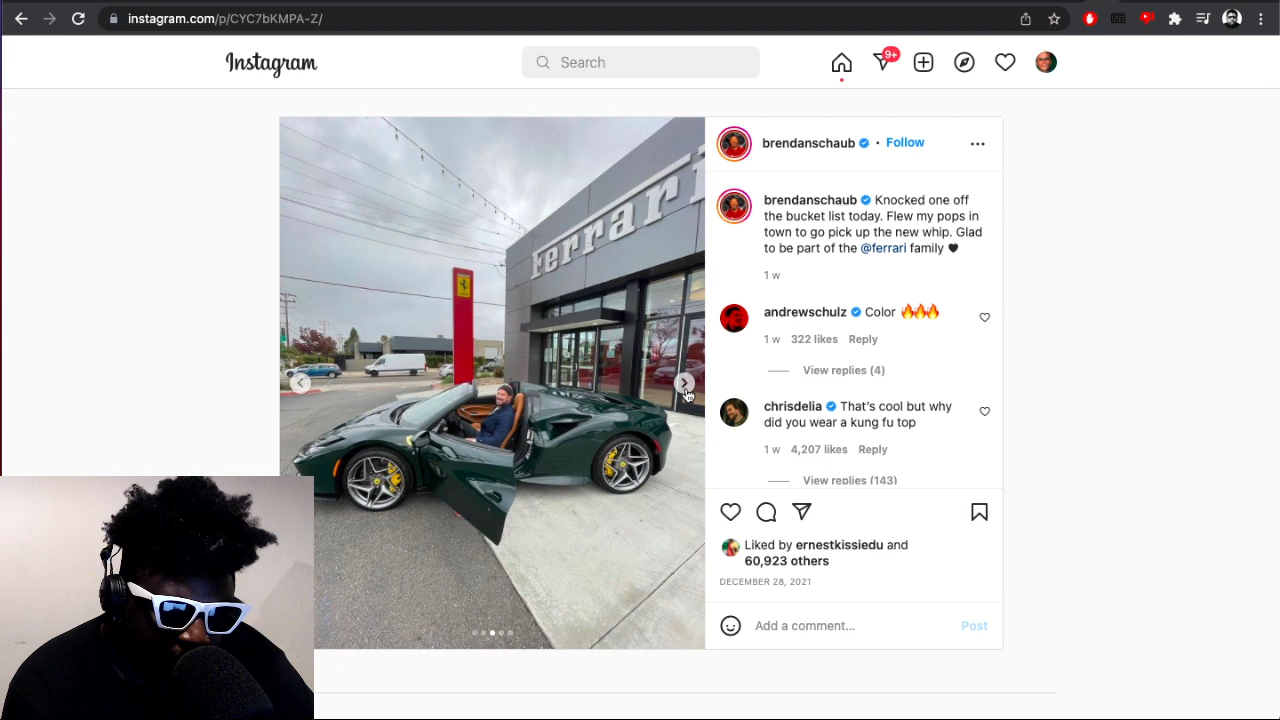 instagram.com/p/CYC7bKMPA-Z/
Instagram
Search
9+
Ferrari
brendanschaub • Follow
brendanschaub Knocked one off
the bucket list today. Flew my pops in
town to go pick up the new whip. Glad
to be part of the @ferrari family 🖤
1 w
andrewschulz Color 🔥🔥🔥
1 w 322 likes Reply
View replies (4)
chrisdelia That's cool but why
did you wear a kung fu top
1 w 4,207 likes Reply
View replies (143)
Liked by ernestkissiedu and
60,923 others
DECEMBER 28, 2021
Add a comment... Post